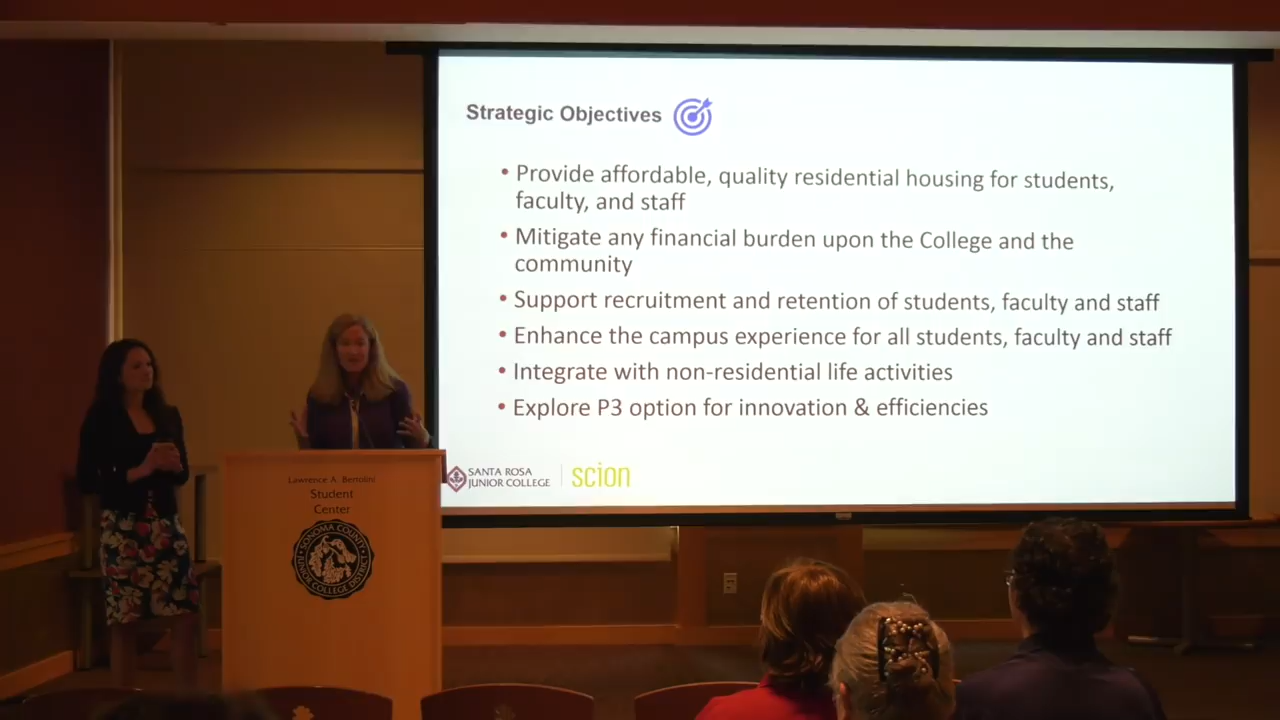 Strategic Objectives
• Provide affordable, quality residential housing for students,
faculty, and staff
• Mitigate any financial burden upon the College and the
community
• Support recruitment and retention of students, faculty and staff
• Enhance the campus experience for all students, faculty and staff
• Integrate with non-residential life activities
• Explore P3 option for innovation & efficiencies
SANTA ROSA
JUNIOR COLLEGE
scion
Lawrence A. Bertolini
Student
Center
SONOMA COUNTY
JUNIOR COLLEGE DISTRICT